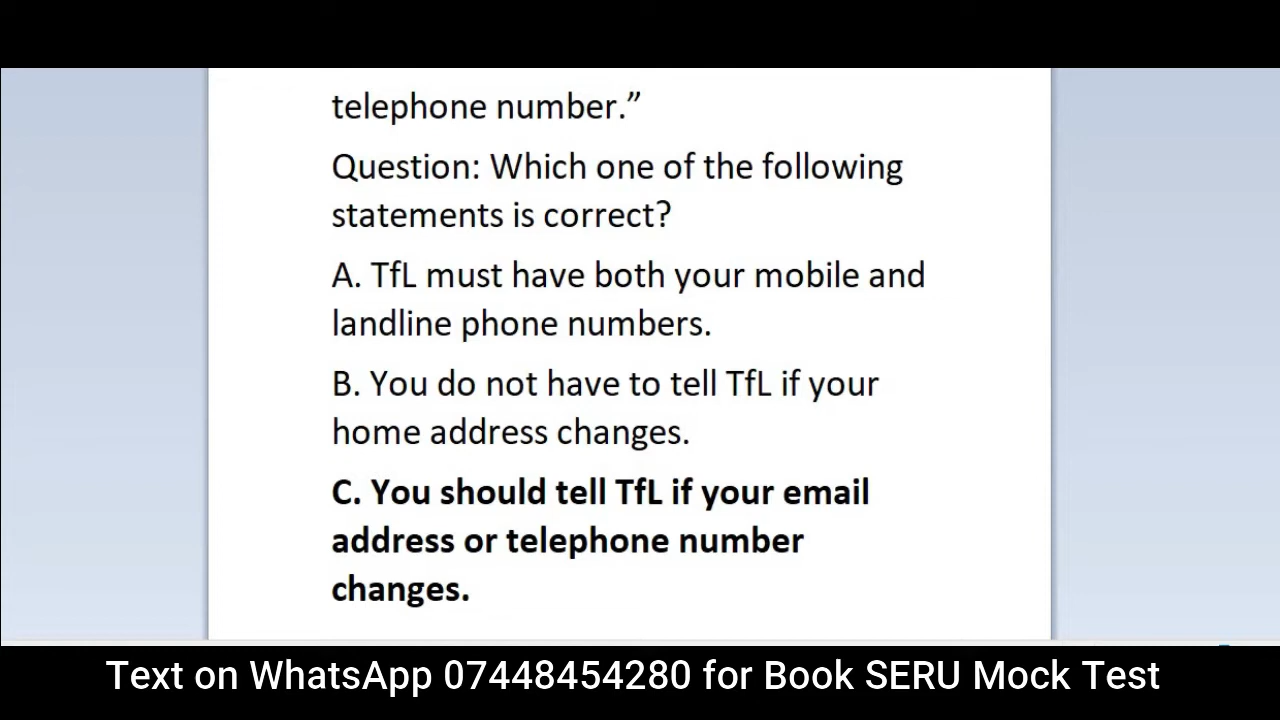 telephone number.”
Question: Which one of the following
statements is correct?
A. TfL must have both your mobile and
landline phone numbers.
B. You do not have to tell TfL if your
home address changes.
C. You should tell TfL if your email
address or telephone number
changes.
Text on WhatsApp 07448454280 for Book SERU Mock Test